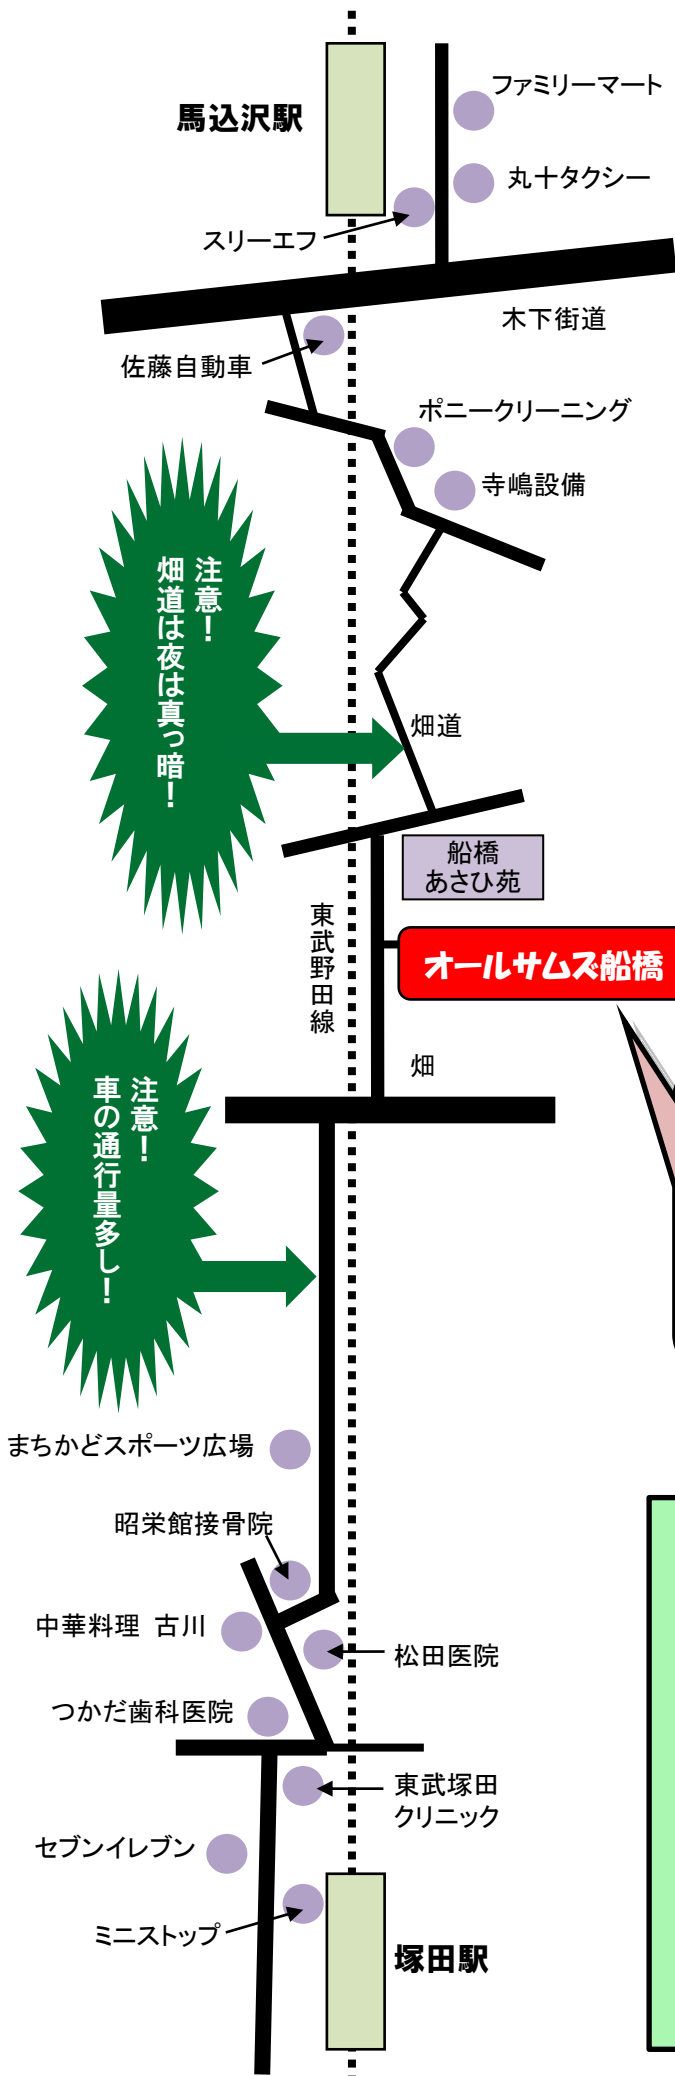 ファミリーマート
馬込沢駅
丸十タクシー
スリーエフ
木下街道
佐藤自動車
ポニークリーニング
寺嶋設備
注意！
畑道は夜は真っ暗！
畑道
船橋
あさひ苑
東武野田線
オールサムズ船橋
畑
注意！
車の通行量多し！
まちかどスポーツ広場
昭栄館接骨院
中華料理 古川
松田医院
つかだ歯科医院
東武塚田
クリニック
セブンイレブン
ミニストップ
塚田駅